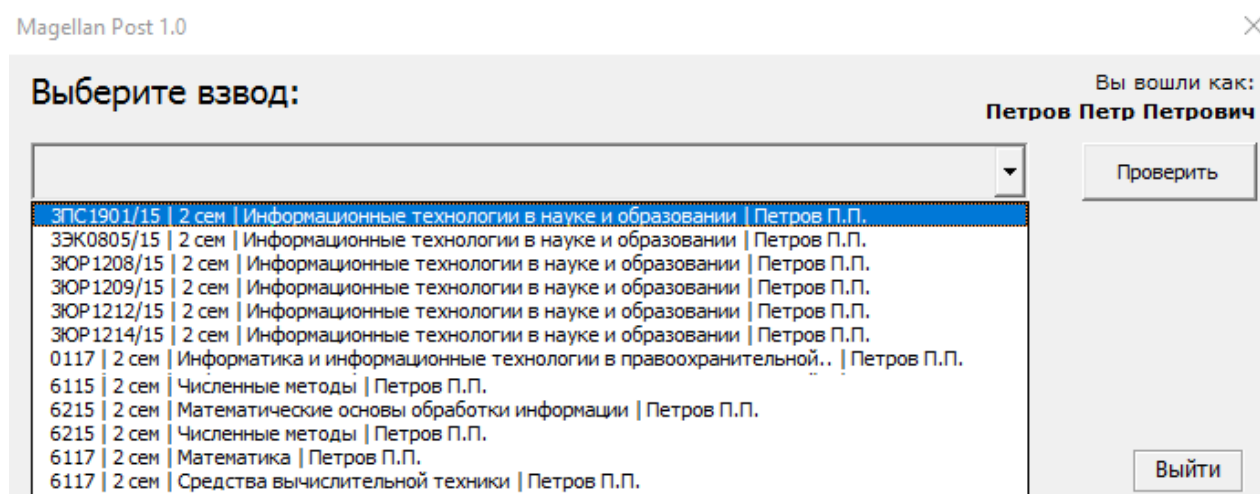 Magellan Post 1.0
Выберите взвод:
Вы вошли как:
Петров Петр Петрович
Проверить
ЗПС1901/15 | 2 сем | Информационные технологии в науке и образовании | Петров П.П.
ЗЭК0805/15 | 2 сем | Информационные технологии в науке и образовании | Петров П.П.
ЗЮР1208/15 | 2 сем | Информационные технологии в науке и образовании | Петров П.П.
ЗЮР1209/15 | 2 сем | Информационные технологии в науке и образовании | Петров П.П.
ЗЮР1212/15 | 2 сем | Информационные технологии в науке и образовании | Петров П.П.
ЗЮР1214/15 | 2 сем | Информационные технологии в науке и образовании | Петров П.П.
0117 | 2 сем | Информатика и информационные технологии в правоохранительной.. | Петров П.П.
6115 | 2 сем | Численные методы | Петров П.П.
6215 | 2 сем | Математические основы обработки информации | Петров П.П.
6215 | 2 сем | Численные методы | Петров П.П.
6117 | 2 сем | Математика | Петров П.П.
6117 | 2 сем | Средства вычислительной техники | Петров П.П.
Выйти